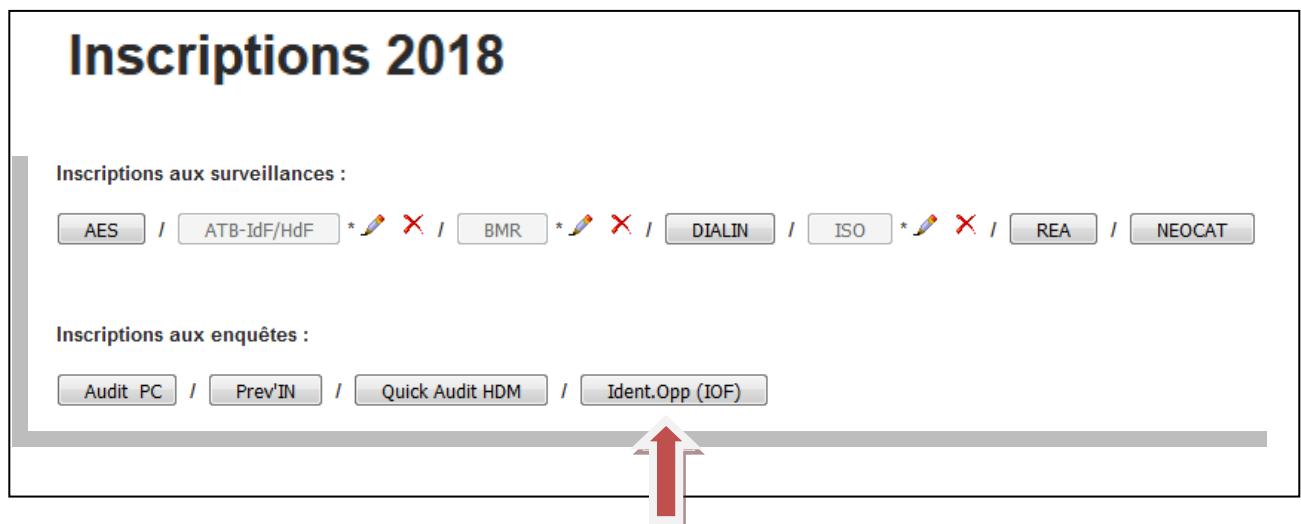 Inscriptions 2018
Inscriptions aux surveillances :
AES / ATB-IdF/HdF * / BMR * / DIALIN / ISO * / REA / NEOCAT
Inscriptions aux enquêtes :
Audit PC / Prev'IN / Quick Audit HDM / Ident.Opp (IOF)